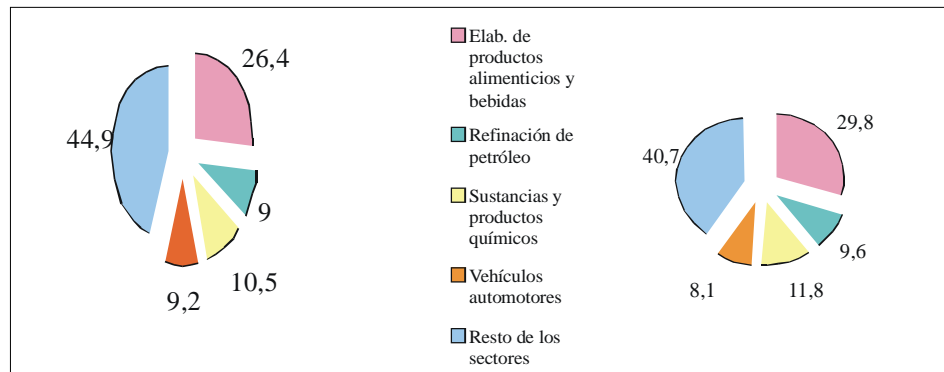 26,4
44,9
9
10,5
9,2
Elab. de
productos
alimenticios y
bebidas
Refinación de
petróleo
Sustancias y
productos
químicos
Vehículos
automotores
Resto de los
sectores
29,8
40,7
9,6
8,1
11,8